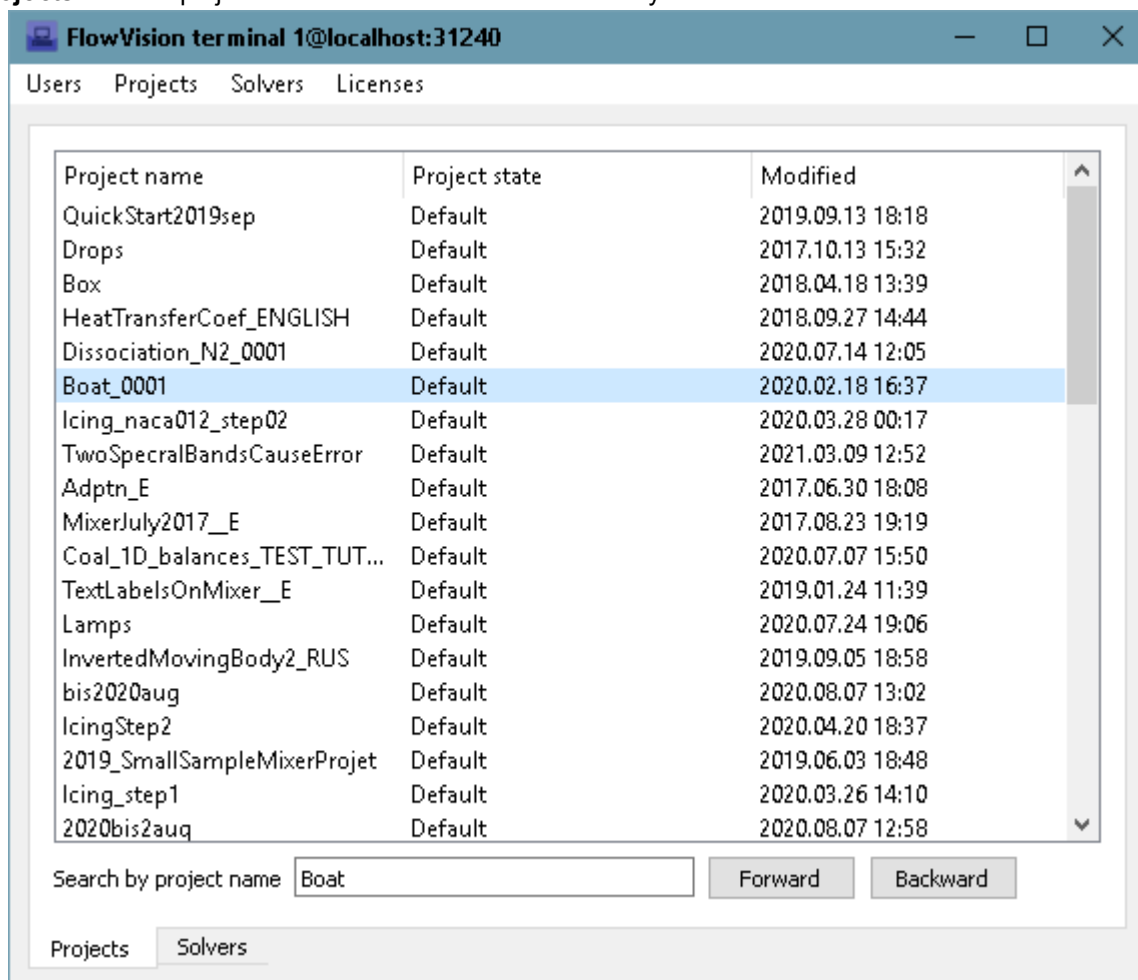 FlowVision terminal 1@localhost:31240
Users Projects Solvers Licenses
Project name Project state Modified
QuickStart2019sep Default 2019.09.13 18:18
Drops Default 2017.10.13 15:32
Box Default 2018.04.18 13:39
HeatTransferCoef_ENGLISH Default 2018.09.27 14:44
Dissociation_N2_0001 Default 2020.07.14 12:05
Boat_0001 Default 2020.02.18 16:37
Icing_naca012_step02 Default 2020.03.28 00:17
TwoSpecralBandsCauseError Default 2021.03.09 12:52
Adptn_E Default 2017.06.30 18:08
MixerJuly2017__E Default 2017.08.23 19:19
Coal_1D_balances_TEST_TUT... Default 2020.07.07 15:50
TextLabelsOnMixer__E Default 2019.01.24 11:39
Lamps Default 2020.07.24 19:06
InvertedMovingBody2_RUS Default 2019.09.05 18:58
bis2020aug Default 2020.08.07 13:02
IcingStep2 Default 2020.04.20 18:37
2019_SmallSampleMixerProjet Default 2019.06.03 18:48
Icing_step1 Default 2020.03.26 14:10
2020bis2aug Default 2020.08.07 12:58
Search by project name Boat Forward Backward
Projects Solvers